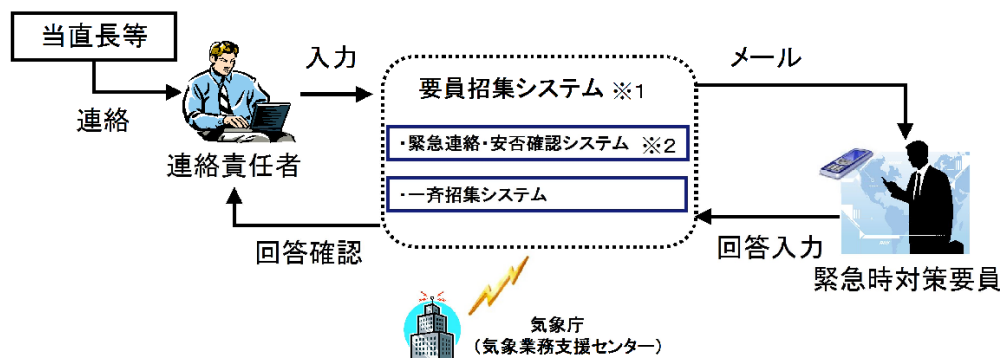 当直長等
連絡
連絡責任者
入力
要員招集システム ※1
・緊急連絡・安否確認システム ※2
・一斉招集システム
メール
回答入力
緊急時対策要員
回答確認
気象庁
(気象業務支援センター)